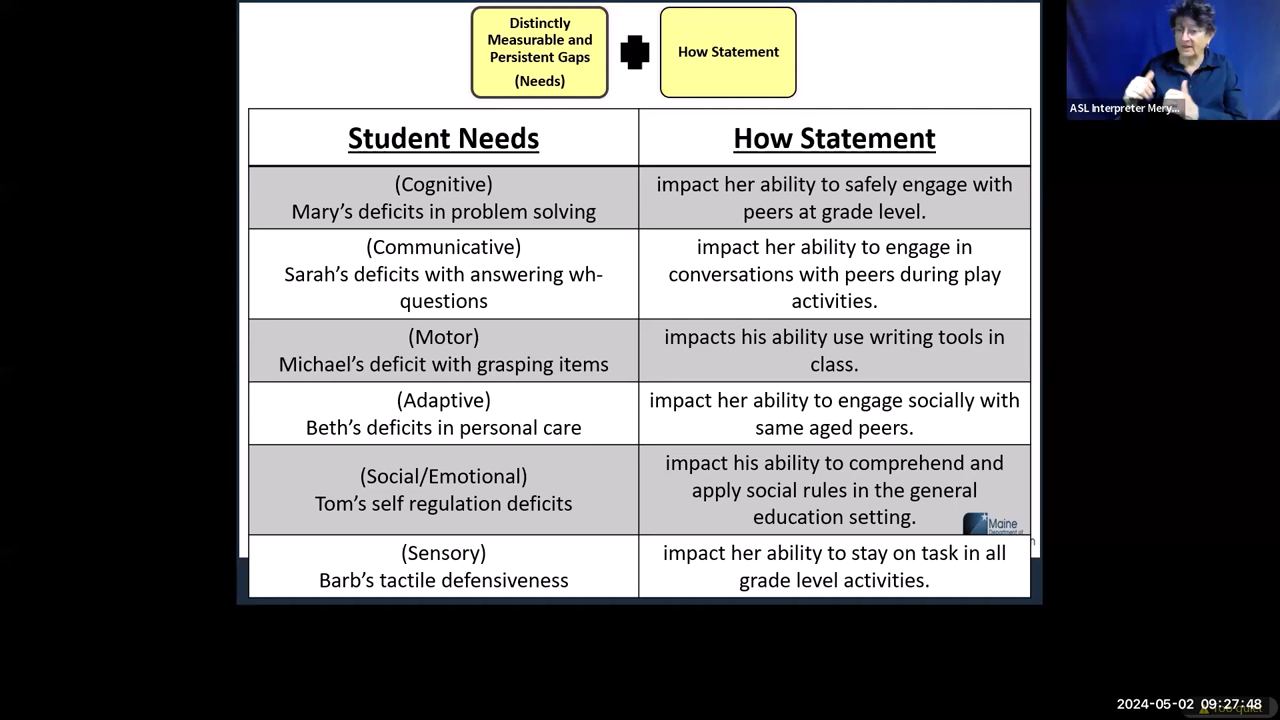 Distinctly
Measurable and
Persistent Gaps
(Needs)
How Statement
ASL Interpreter Mery...
Student Needs
How Statement
(Cognitive)
Mary's deficits in problem solving
impact her ability to safely engage with
peers at grade level.
(Communicative)
Sarah's deficits with answering wh-
questions
impact her ability to engage in
conversations with peers during play
activities.
(Motor)
Michael's deficit with grasping items
impacts his ability use writing tools in
class.
(Adaptive)
Beth's deficits in personal care
impact her ability to engage socially with
same aged peers.
(Social/Emotional)
Tom's self regulation deficits
impact his ability to comprehend and
apply social rules in the general
education setting.
Maine
(Sensory)
Barb's tactile defensiveness
impact her ability to stay on task in all
grade level activities.
2024-05-02 09:27:48